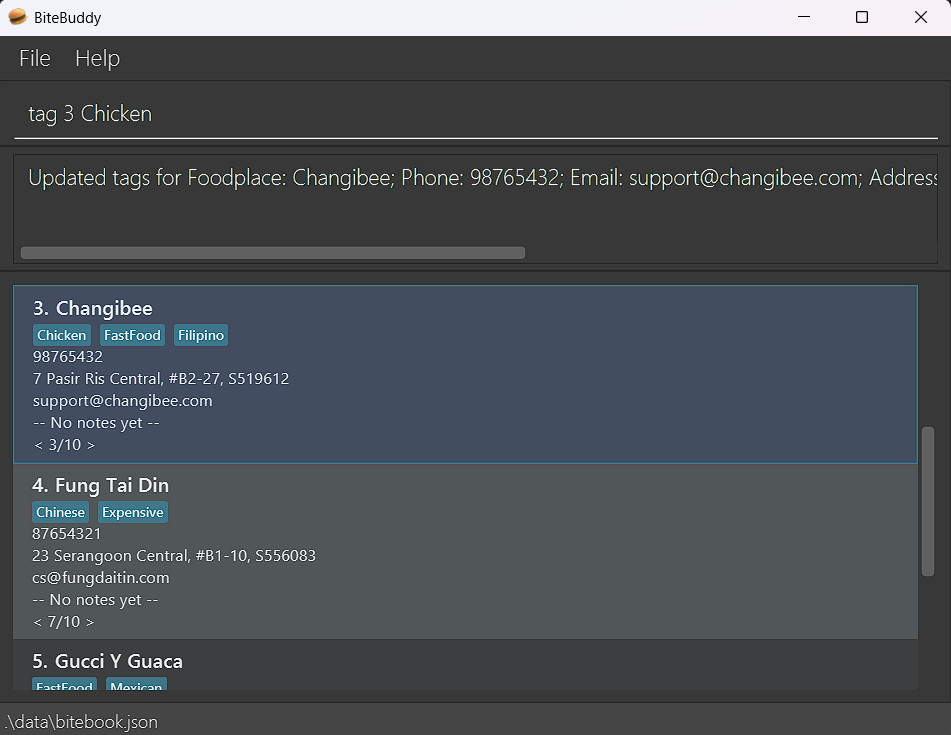 BiteBuddy
File Help
tag 3 Chicken
Updated tags for Foodplace: Changibee; Phone: 98765432; Email: support@changibee.com; Address
3. Changibee
Chicken FastFood Filipino
98765432
7 Pasir Ris Central, #B2-27, S519612
support@changibee.com
-- No notes yet --
< 3/10 >
4. Fung Tai Din
Chinese Expensive
87654321
23 Serangoon Central, #B1-10, S556083
cs@fungdaitin.com
-- No notes yet --
< 7/10 >
5. Gucci Y Guaca
FastFood Mexican
.\data\bitebook.json